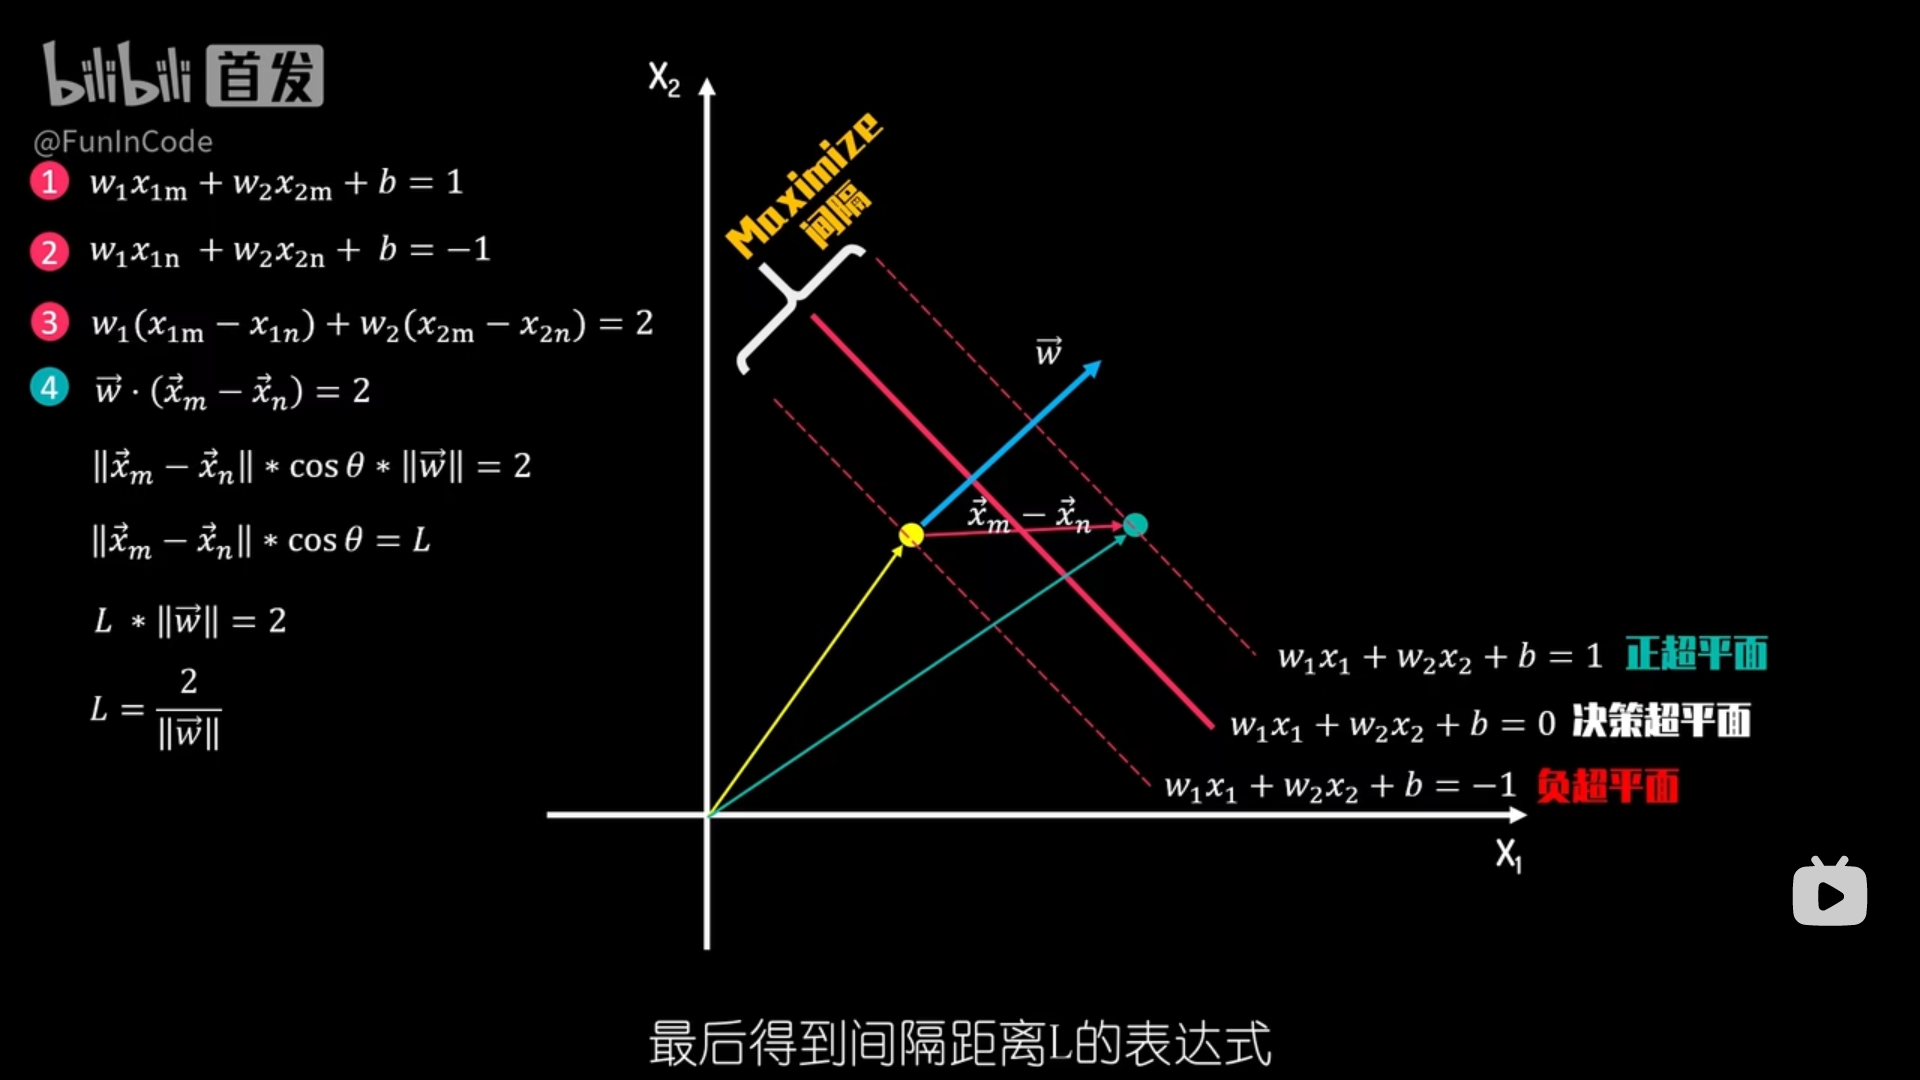 bilibili 首发
@FunInCode
1 w₁x₁ₘ + w₂x₂ₘ + b = 1
2 w₁x₁ₙ + w₂x₂ₙ + b = −1
3 w₁(x₁ₘ − x₁ₙ) + w₂(x₂ₘ − x₂ₙ) = 2
4 w⃗ · (x⃗ₘ − x⃗ₙ) = 2
‖x⃗ₘ − x⃗ₙ‖ * cos θ * ‖w⃗‖ = 2
‖x⃗ₘ − x⃗ₙ‖ * cos θ = L
L * ‖w⃗‖ = 2
L = 2/‖w⃗‖
X₂
Maximize
间隔
w⃗
x⃗ₘ − x⃗ₙ
w₁x₁ + w₂x₂ + b = 1 正超平面
w₁x₁ + w₂x₂ + b = 0 决策超平面
w₁x₁ + w₂x₂ + b = −1 负超平面
X₁
最后得到间隔距离L的表达式